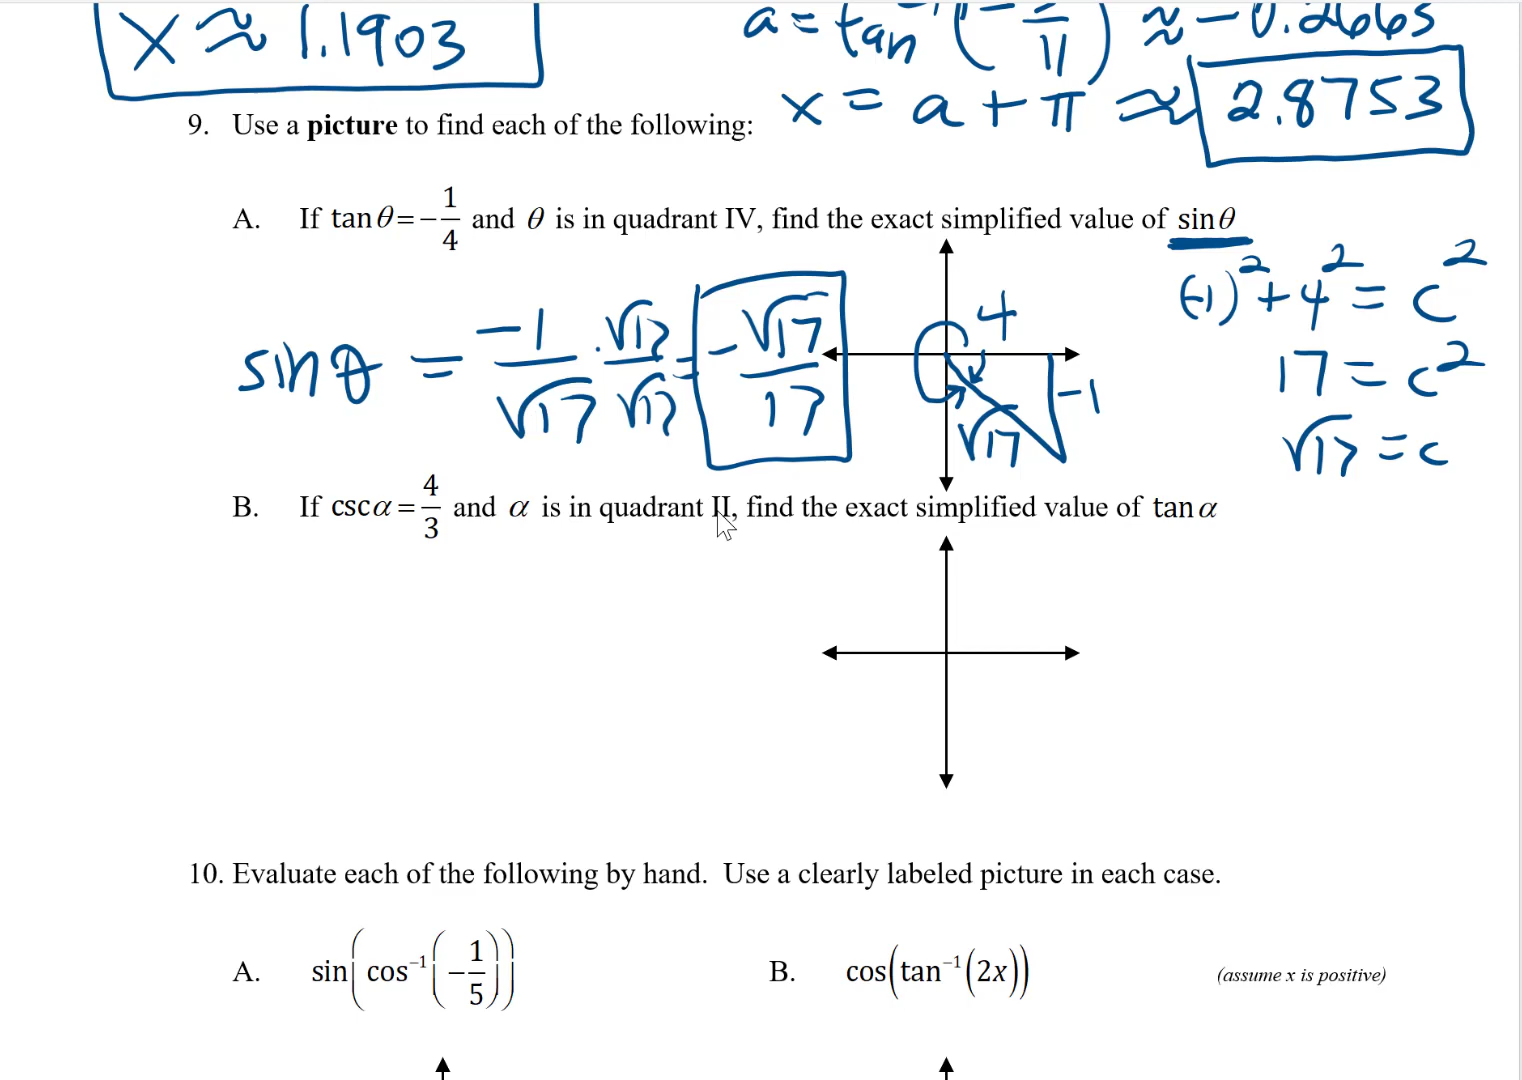 x ≈ 1.1903
a = tan⁻¹(-
11) ≈ -0.2663
x = a + π ≈ 2.8753
9. Use a picture to find each of the following:
A. If tan θ = -1/4 and θ is in quadrant IV, find the exact simplified value of sin θ
sin θ = -1/√17 · √17/√17 = -√17/17
4
-1
√17
(-1)² + 4² = c²
17 = c²
√17 = c
B. If csc α = 4/3 and α is in quadrant II, find the exact simplified value of tan α
10. Evaluate each of the following by hand. Use a clearly labeled picture in each case.
A. sin(cos⁻¹(-1/5))
B. cos(tan⁻¹(2x)) (assume x is positive)